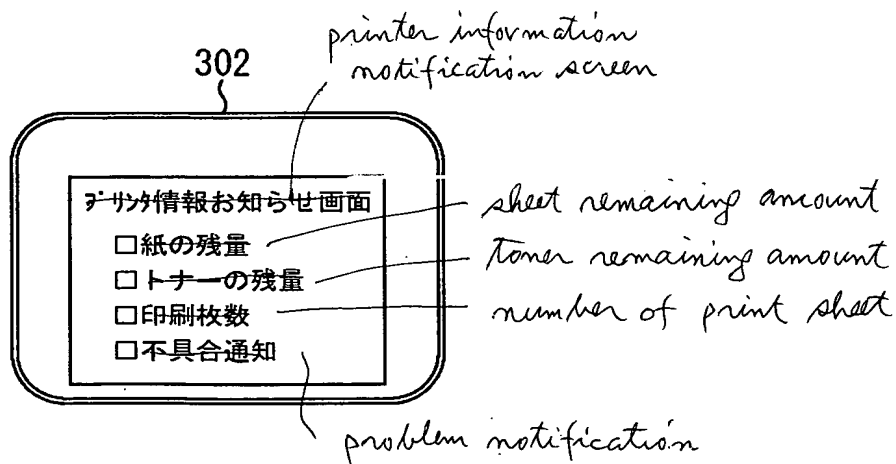 printer information
notification screen
302
プリンタ情報お知らせ画面
□紙の残量
sheet remaining amount
□トナーの残量
toner remaining amount
□印刷枚数
number of print sheet
□不具合通知
problem notification